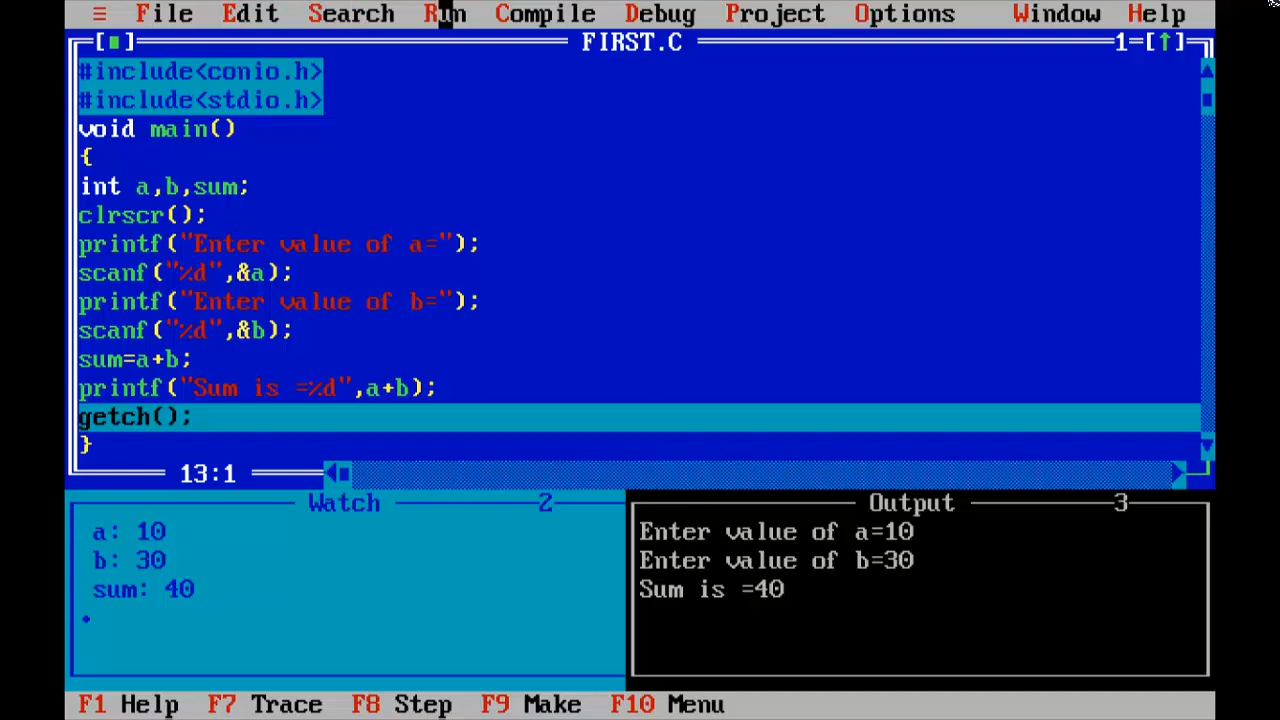 ≡ File Edit Search Run Compile Debug Project Options Window Help
[■] FIRST.C 1=[↑]
#include<conio.h>
#include<stdio.h>
void main()
{
int a,b,sum;
clrscr();
printf("Enter value of a=");
scanf("%d",&a);
printf("Enter value of b=");
scanf("%d",&b);
sum=a+b;
printf("Sum is =%d",a+b);
getch();
}
13:1
Watch 2
a: 10
b: 30
sum: 40
Output 3
Enter value of a=10
Enter value of b=30
Sum is =40
F1 Help F7 Trace F8 Step F9 Make F10 Menu